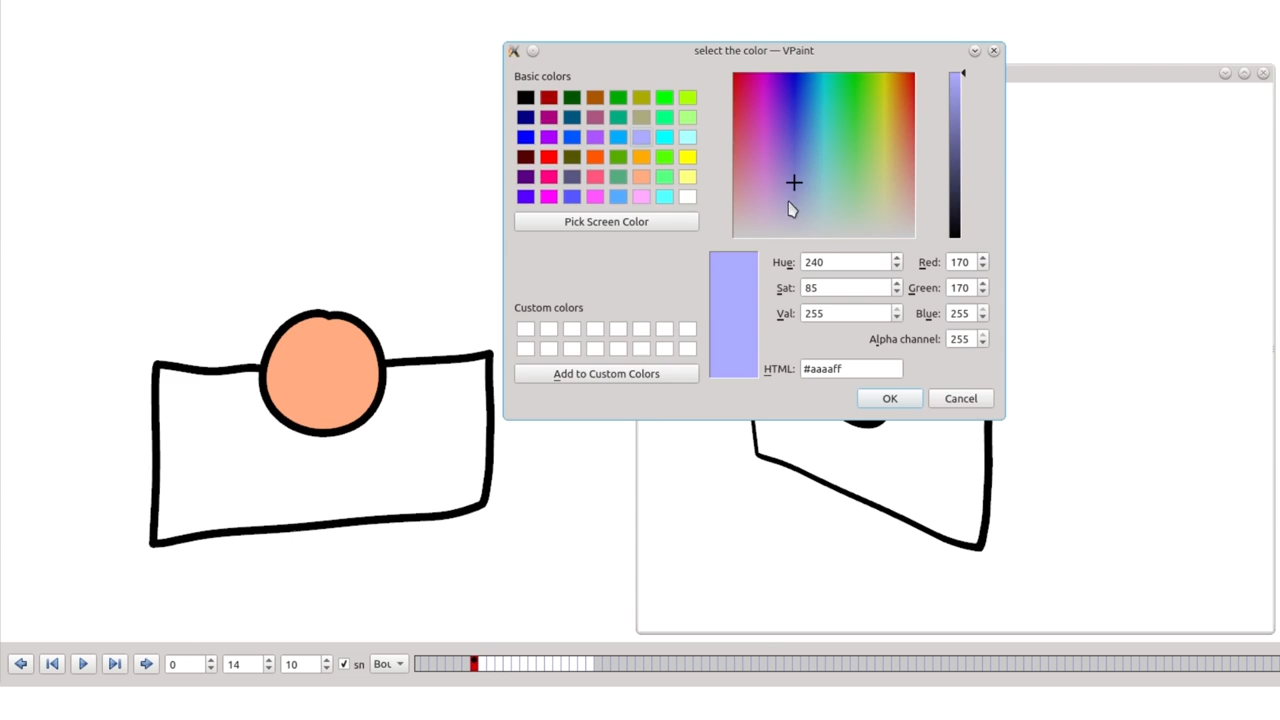 select the color — VPaint
Basic colors
Pick Screen Color
Hue: 240 Red: 170
Sat: 85 Green: 170
Custom colors
Val: 255 Blue: 255
Alpha channel: 255
HTML: #aaaaff
Add to Custom Colors
OK Cancel
0 14 10 sn Bou